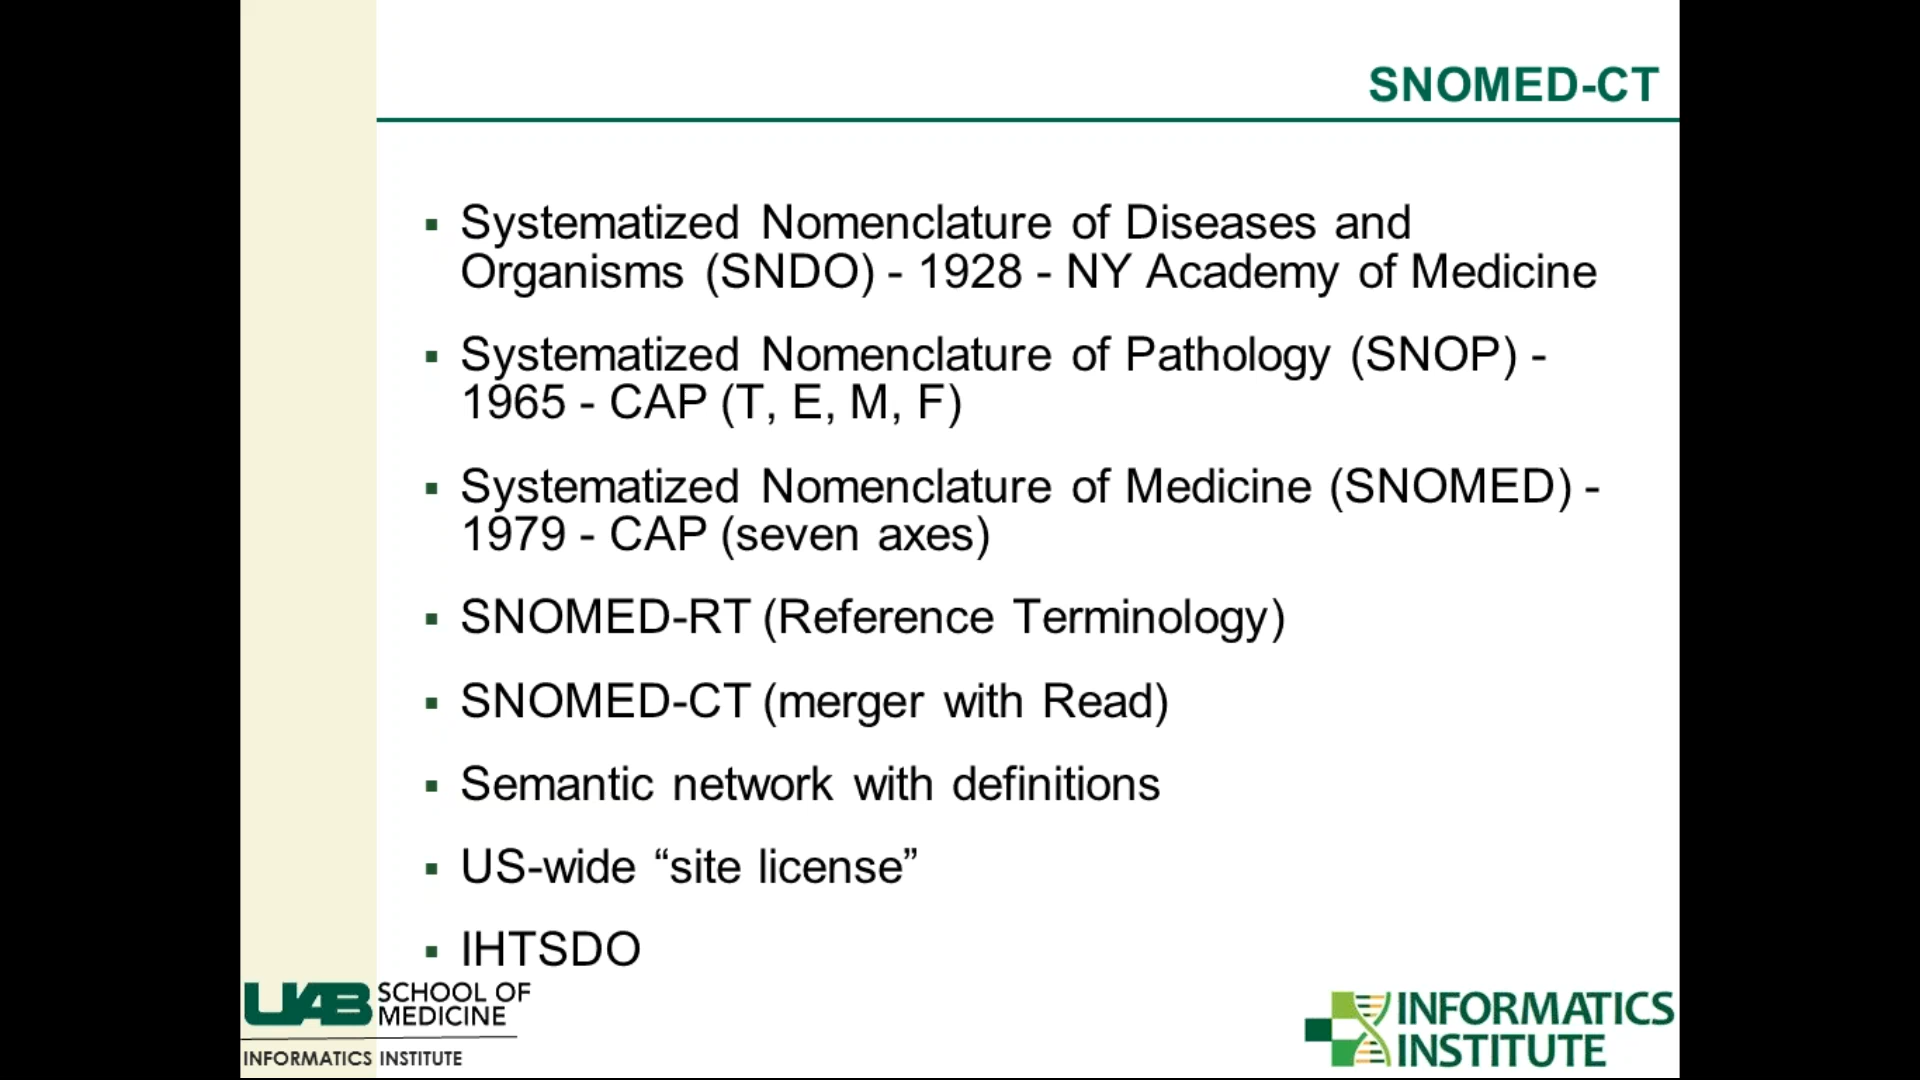 SNOMED-CT
▪ Systematized Nomenclature of Diseases and
Organisms (SNDO) - 1928 - NY Academy of Medicine
▪ Systematized Nomenclature of Pathology (SNOP) -
1965 - CAP (T, E, M, F)
▪ Systematized Nomenclature of Medicine (SNOMED) -
1979 - CAP (seven axes)
▪ SNOMED-RT (Reference Terminology)
▪ SNOMED-CT (merger with Read)
▪ Semantic network with definitions
▪ US-wide “site license”
▪ IHTSDO
UAB SCHOOL OF
MEDICINE
INFORMATICS INSTITUTE
INFORMATICS
INSTITUTE